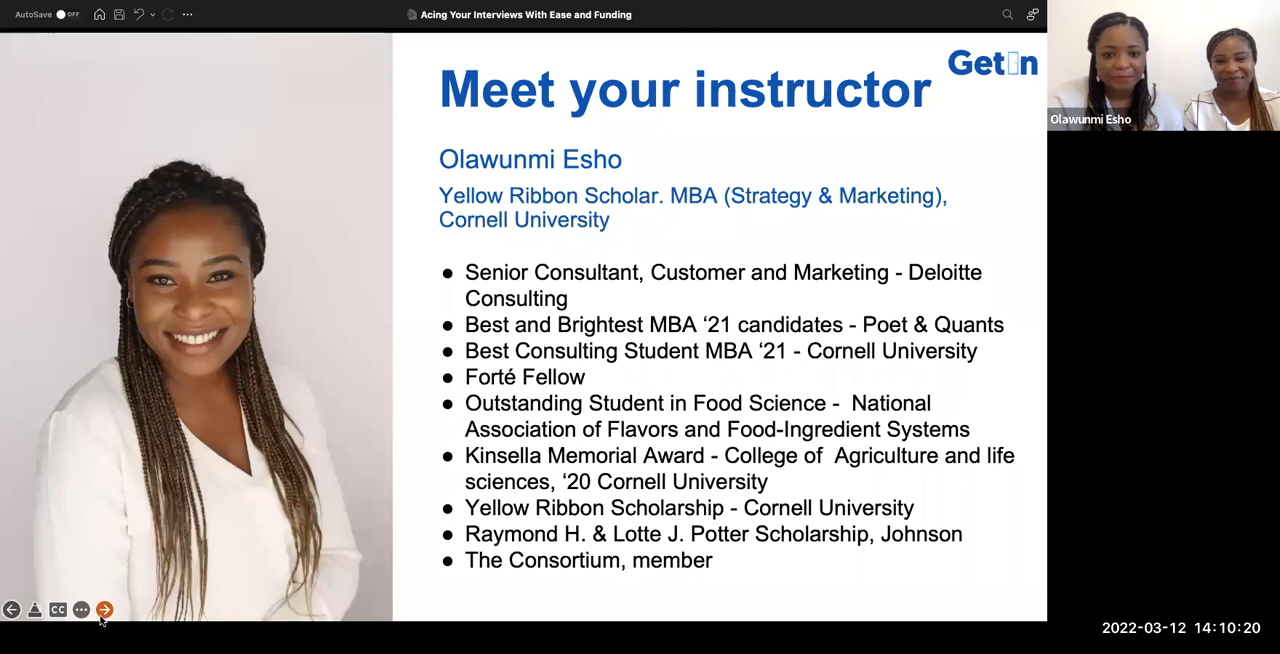 AutoSave OFF
Acing Your Interviews With Ease and Funding
Meet your instructor
Get n
Olawunmi Esho
Yellow Ribbon Scholar. MBA (Strategy & Marketing),
Cornell University
● Senior Consultant, Customer and Marketing - Deloitte
Consulting
● Best and Brightest MBA ‘21 candidates - Poet & Quants
● Best Consulting Student MBA ‘21 - Cornell University
● Forté Fellow
● Outstanding Student in Food Science - National
Association of Flavors and Food-Ingredient Systems
● Kinsella Memorial Award - College of Agriculture and life
sciences, ‘20 Cornell University
● Yellow Ribbon Scholarship - Cornell University
● Raymond H. & Lotte J. Potter Scholarship, Johnson
● The Consortium, member
CC
Olawunmi Esho
2022-03-12 14:10:20